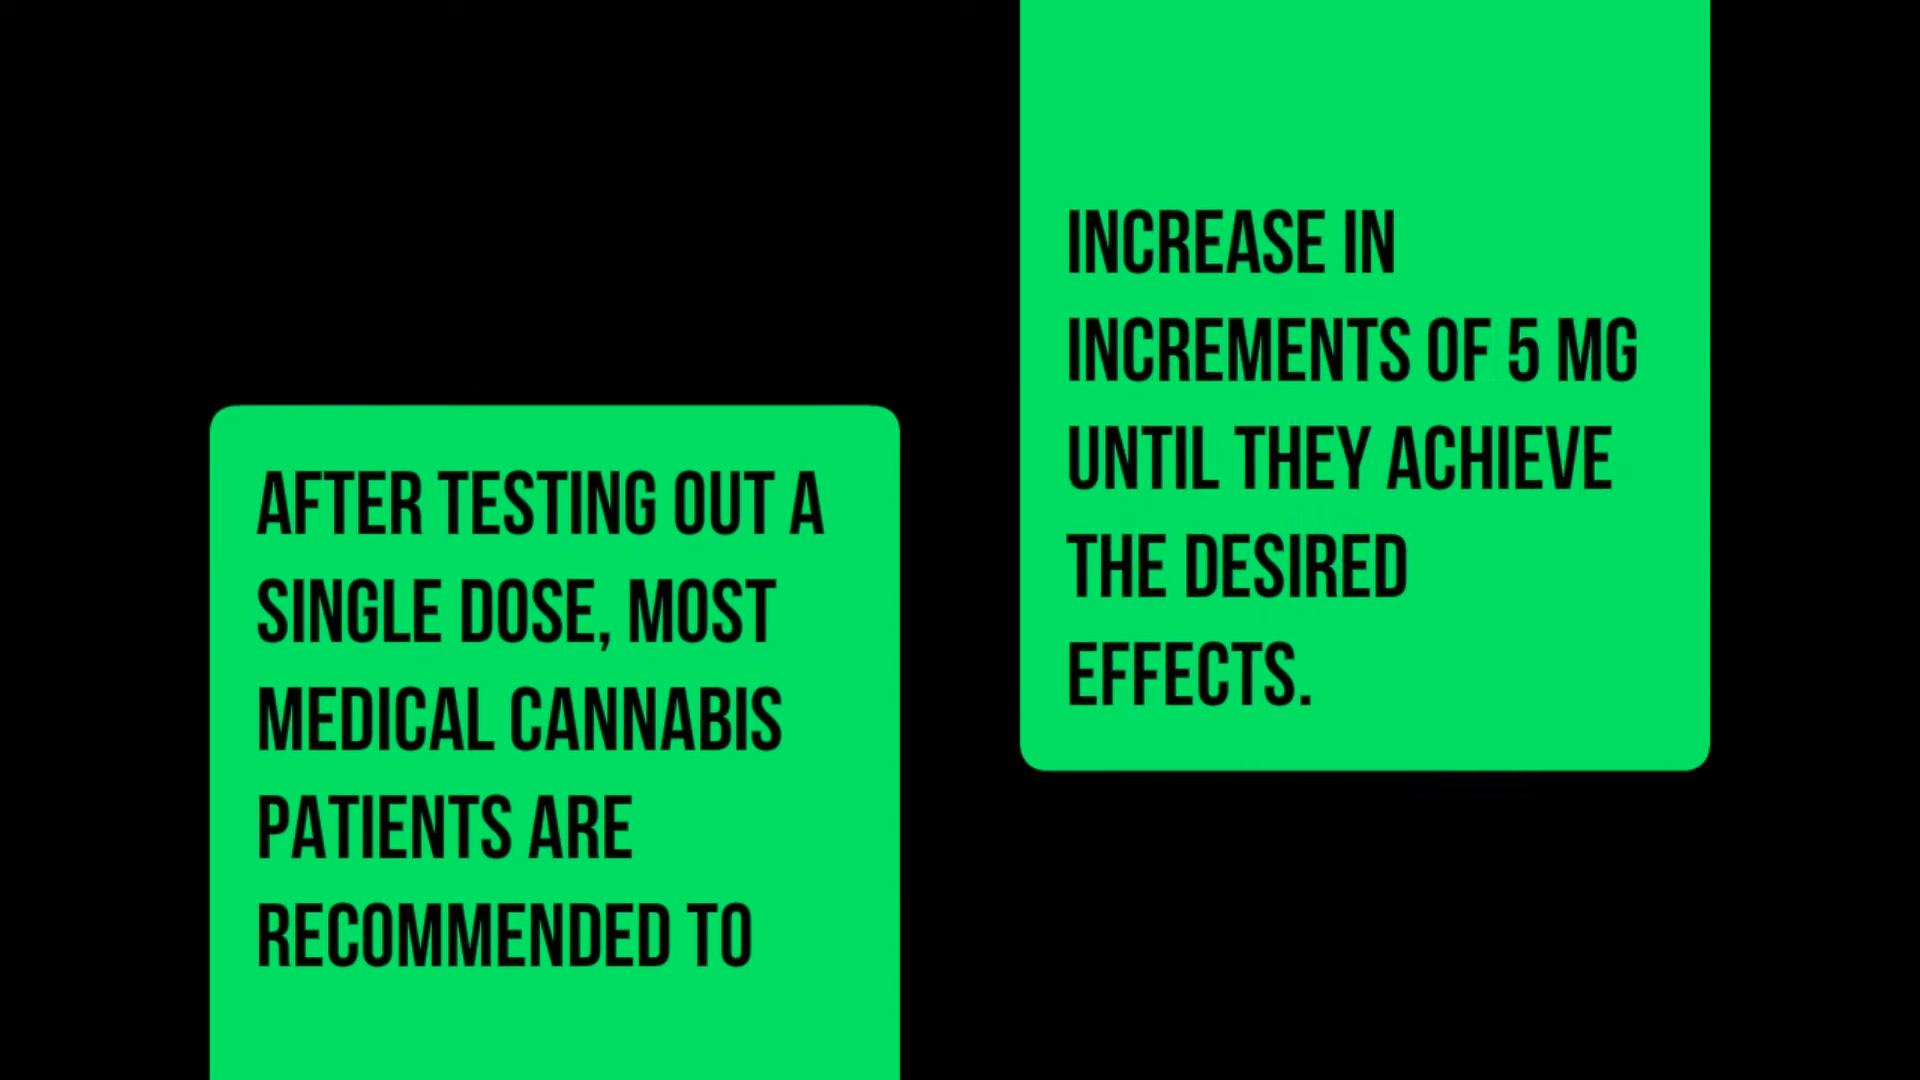 AFTER TESTING OUT A
SINGLE DOSE, MOST
MEDICAL CANNABIS
PATIENTS ARE
RECOMMENDED TO
INCREASE IN
INCREMENTS OF 5 MG
UNTIL THEY ACHIEVE
THE DESIRED
EFFECTS.